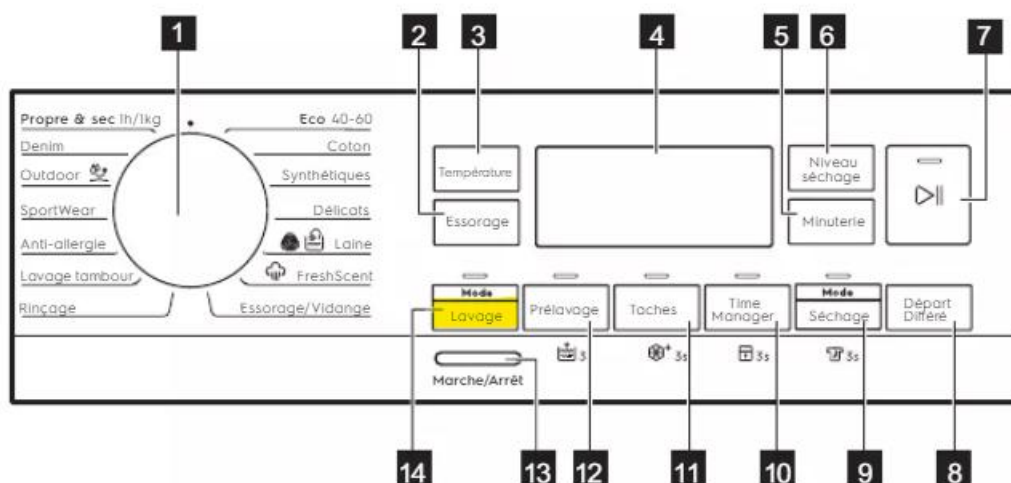 1
2
3
4
5
6
7
Propre & sec 1h/1kg
Denim
Outdoor
SportWear
Anti-allergie
Lavage tambour
Rinçage
Eco 40-60
Coton
Synthétiques
Délicats
Laine
FreshScent
Essorage/Vidange
Température
Essorage
Niveau
séchage
Minuterie
Mode
Lavage
Prélavage
Taches
Time
Manager
Mode
Séchage
Départ
Différé
3
3s
3s
3s
Marche/Arrêt
14
13
12
11
10
9
8